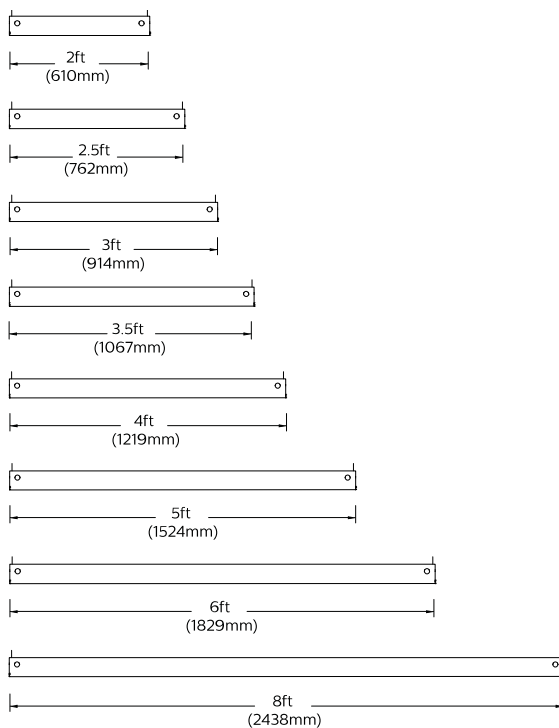 2ft
(610mm)
2.5ft
(762mm)
3ft
(914mm)
3.5ft
(1067mm)
4ft
(1219mm)
5ft
(1524mm)
6ft
(1829mm)
8ft
(2438mm)